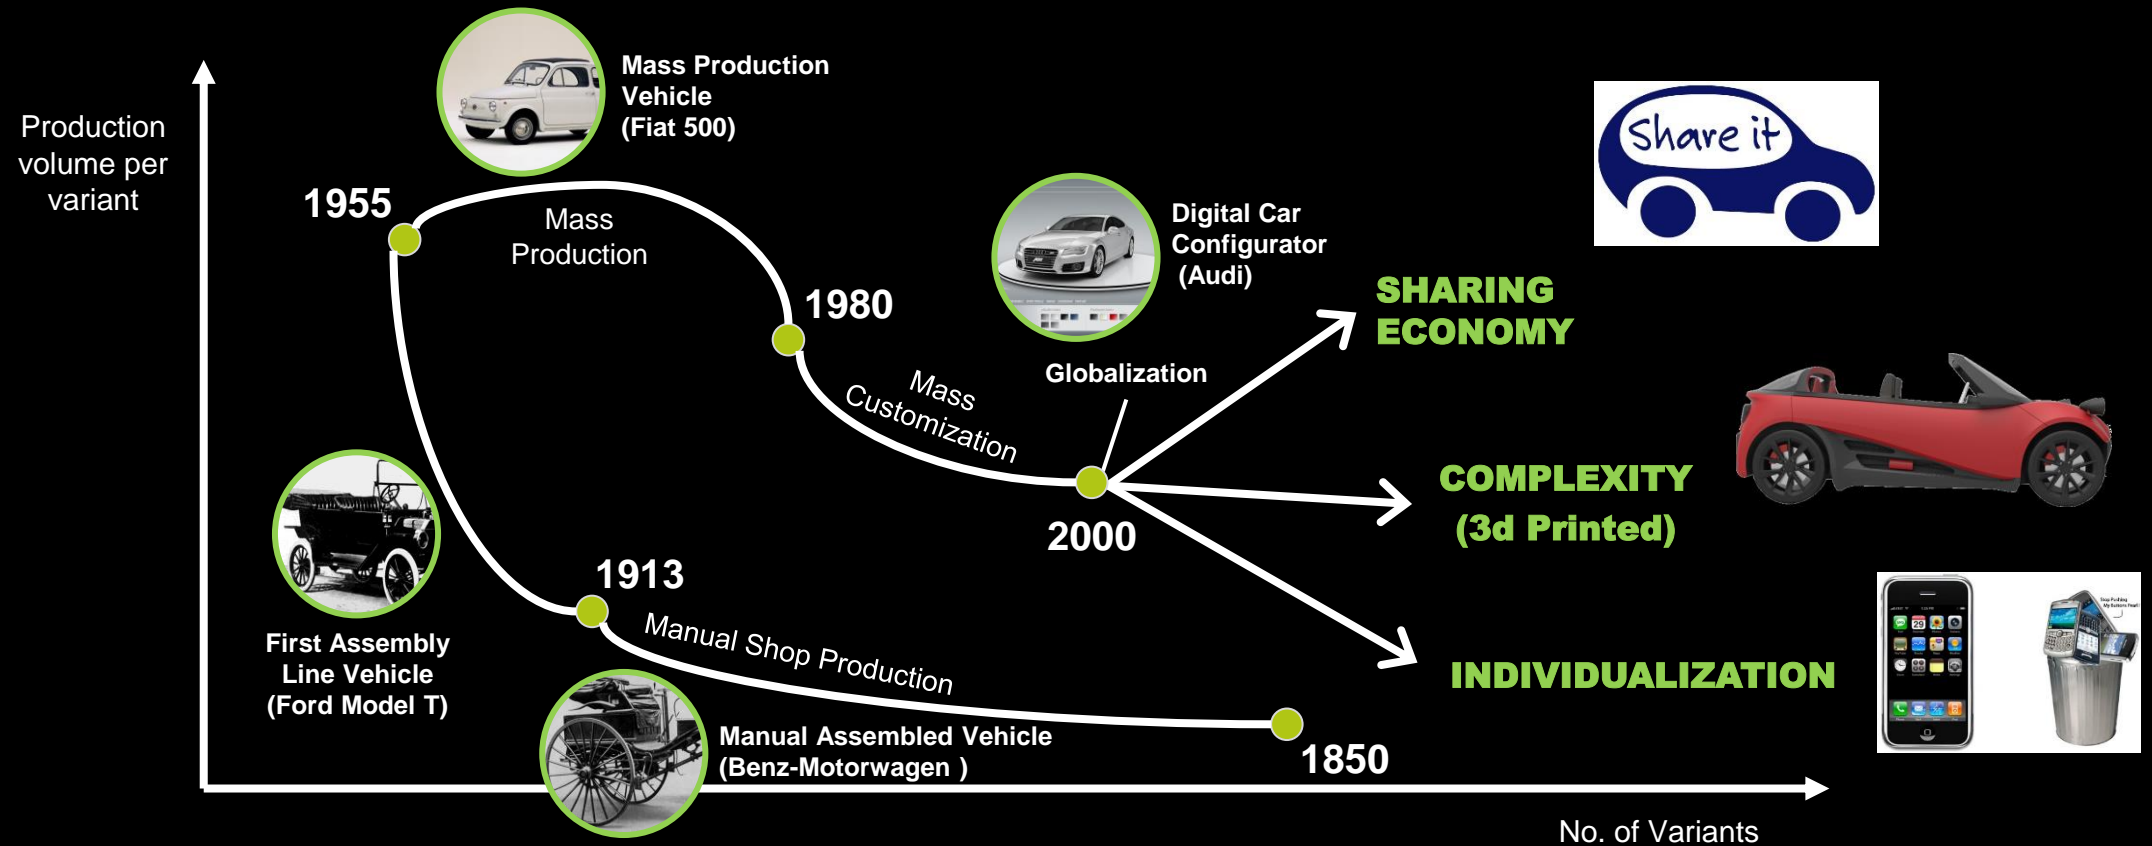 Production
volume per
variant
1955
Mass Production
Vehicle
(Fiat 500)
Mass
Production
1980
Digital Car
Configurator
(Audi)
Share it
SHARING
ECONOMY
Globalization
Mass
Customization
2000
COMPLEXITY
(3d Printed)
INDIVIDUALIZATION
1913
First Assembly
Line Vehicle
(Ford Model T)
Manual Shop Production
Manual Assembled Vehicle
(Benz-Motorwagen )
1850
No. of Variants
29